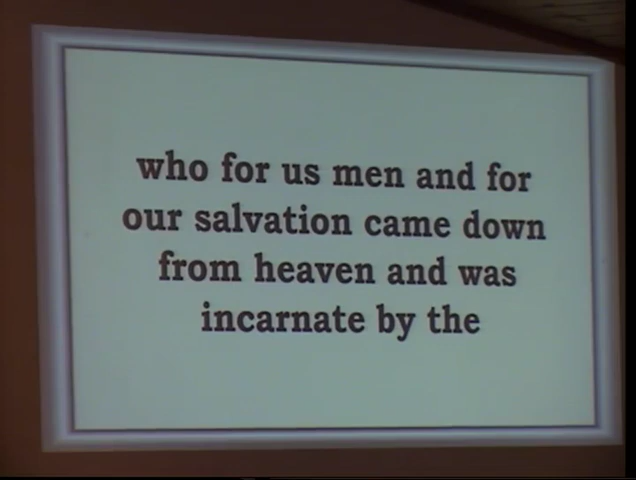 who for us men and for
our salvation came down
from heaven and was
incarnate by the